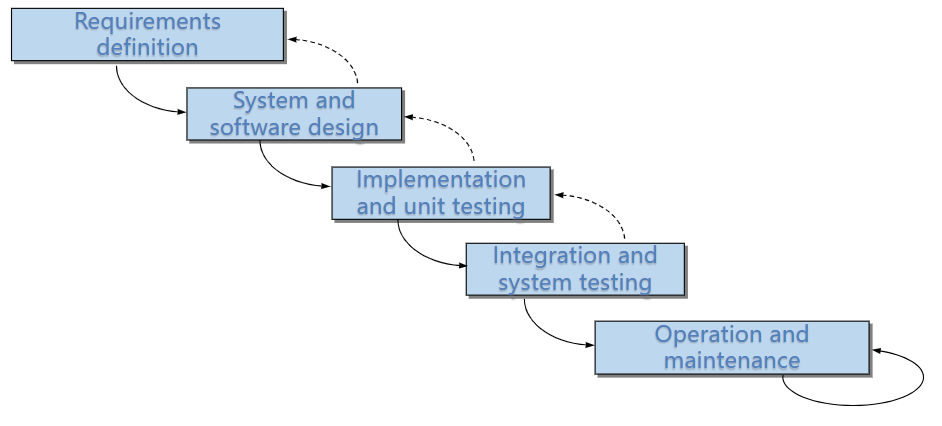 Requirements
definition
System and
software design
Implementation
and unit testing
Integration and
system testing
Operation and
maintenance